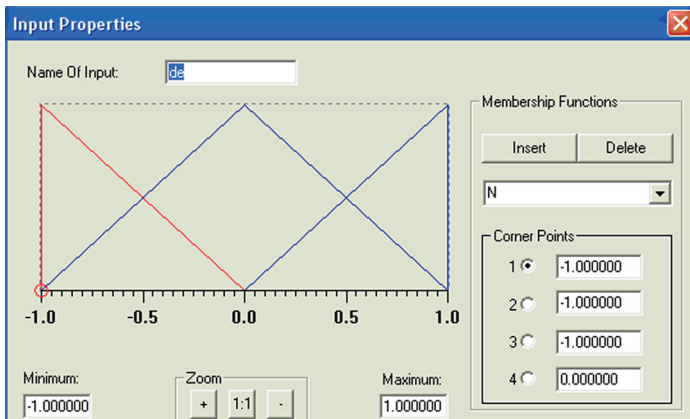 Input Properties
Name Of Input: de
Membership Functions
Insert Delete
N
Corner Points
1 -1.000000
2 -1.000000
3 -1.000000
4 0.000000
-1.0 -0.5 0.0 0.5 1.0
Minimum: Zoom Maximum:
-1.000000 + 1:1 - 1.000000